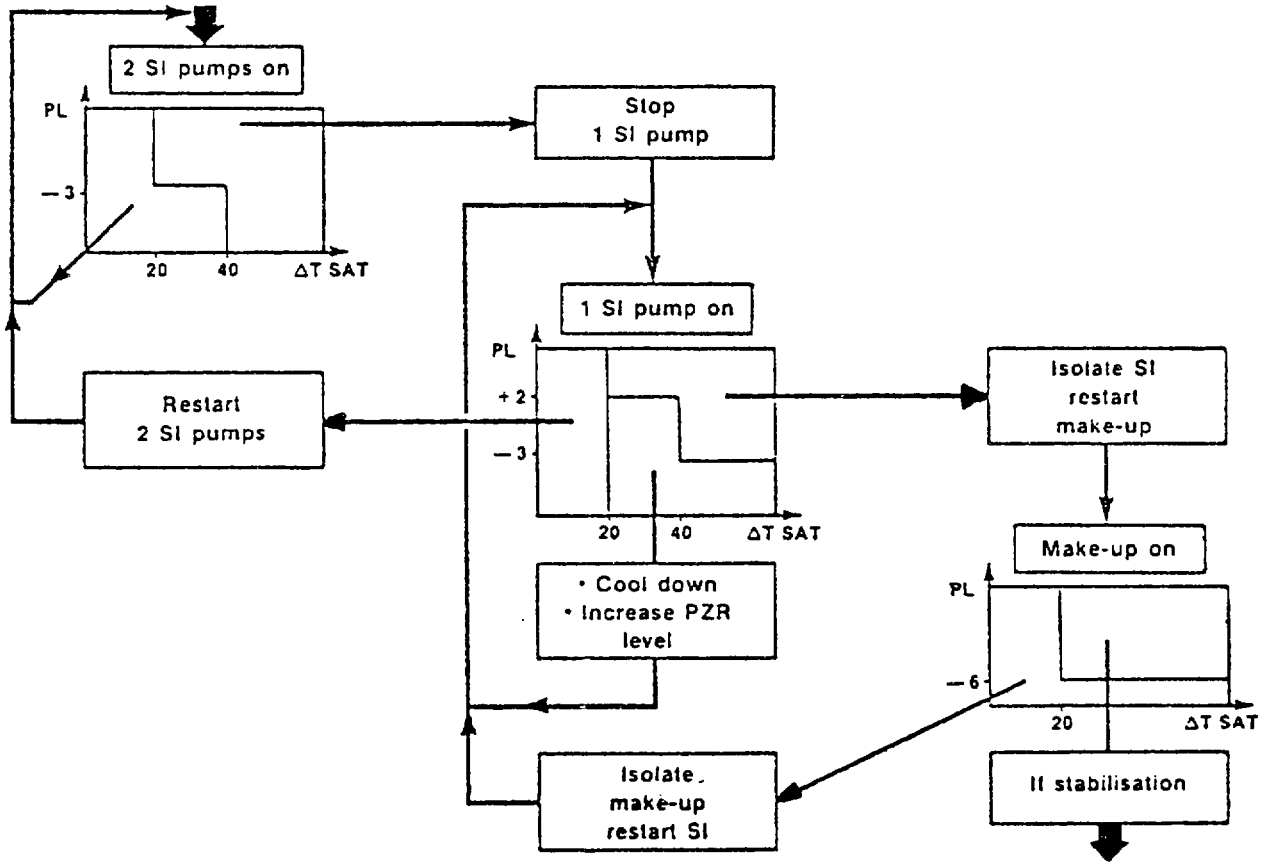 2 SI pumps on
PL
— 3
20
40
ΔT SAT
Stop
1 SI pump
1 SI pump on
PL
+ 2
— 3
20
40
ΔT SAT
Restart
2 SI pumps
Isolate SI
restart
make-up
• Cool down
• Increase PZR
level
Make-up on
PL
— 6
20
ΔT SAT
Isolate
make-up
restart SI
If stabilisation